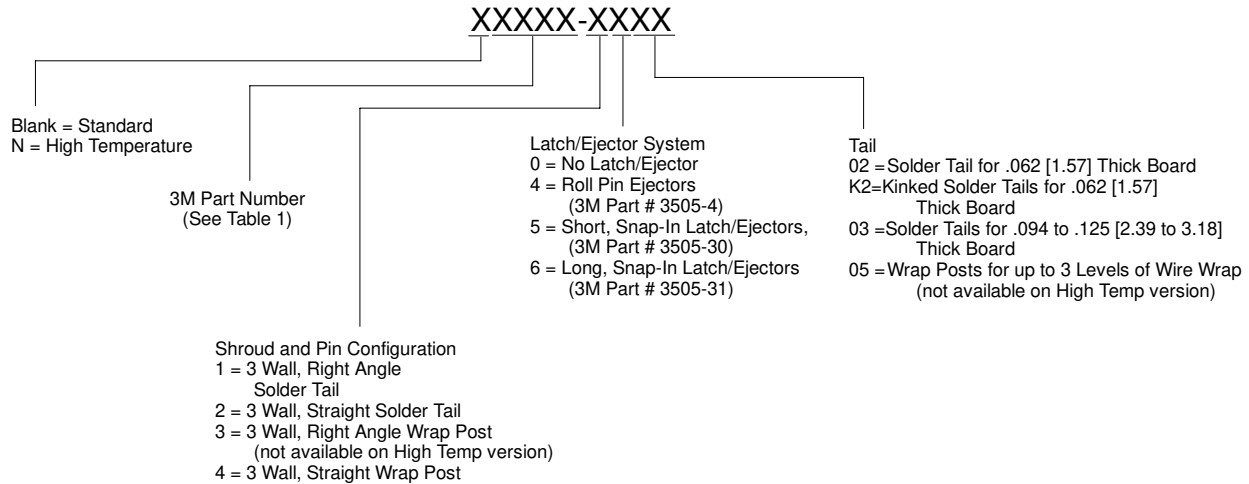 XXXXX-XXXX
Blank = Standard
N = High Temperature
3M Part Number
(See Table 1)
Shroud and Pin Configuration
1 = 3 Wall, Right Angle
Solder Tail
2 = 3 Wall, Straight Solder Tail
3 = 3 Wall, Right Angle Wrap Post
(not available on High Temp version)
4 = 3 Wall, Straight Wrap Post
Latch/Ejector System
0 = No Latch/Ejector
4 = Roll Pin Ejectors
(3M Part # 3505-4)
5 = Short, Snap-In Latch/Ejectors,
(3M Part # 3505-30)
6 = Long, Snap-In Latch/Ejectors
(3M Part # 3505-31)
Tail
02 =Solder Tail for .062 [1.57] Thick Board
K2=Kinked Solder Tails for .062 [1.57]
Thick Board
03 =Solder Tails for .094 to .125 [2.39 to 3.18]
Thick Board
05 =Wrap Posts for up to 3 Levels of Wire Wrap
(not available on High Temp version)